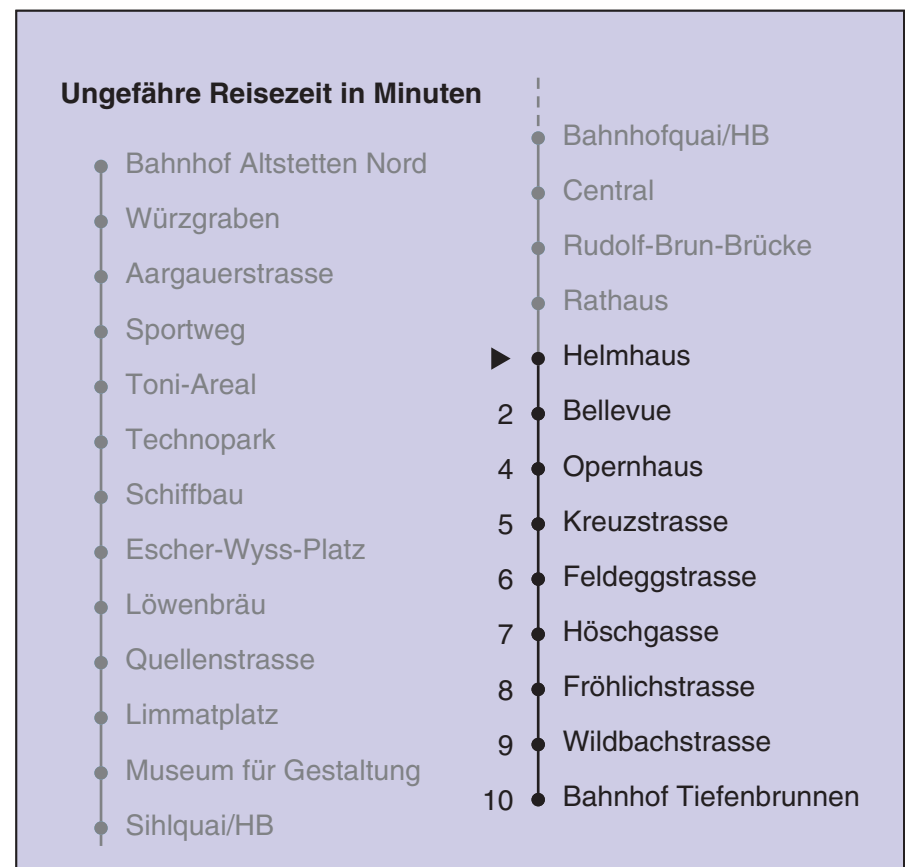 Ungefähre Reisezeit in Minuten
Bahnhof Altstetten Nord
Würzgraben
Aargauerstrasse
Sportweg
Toni-Areal
Technopark
Schiffbau
Escher-Wyss-Platz
Löwenbräu
Quellenstrasse
Limmatplatz
Museum für Gestaltung
Sihlquai/HB
Bahnhofquai/HB
Central
Rudolf-Brun-Brücke
Rathaus
Helmhaus
2 Bellevue
4 Opernhaus
5 Kreuzstrasse
6 Feldeggstrasse
7 Höschgasse
8 Fröhlichstrasse
9 Wildbachstrasse
10 Bahnhof Tiefenbrunnen